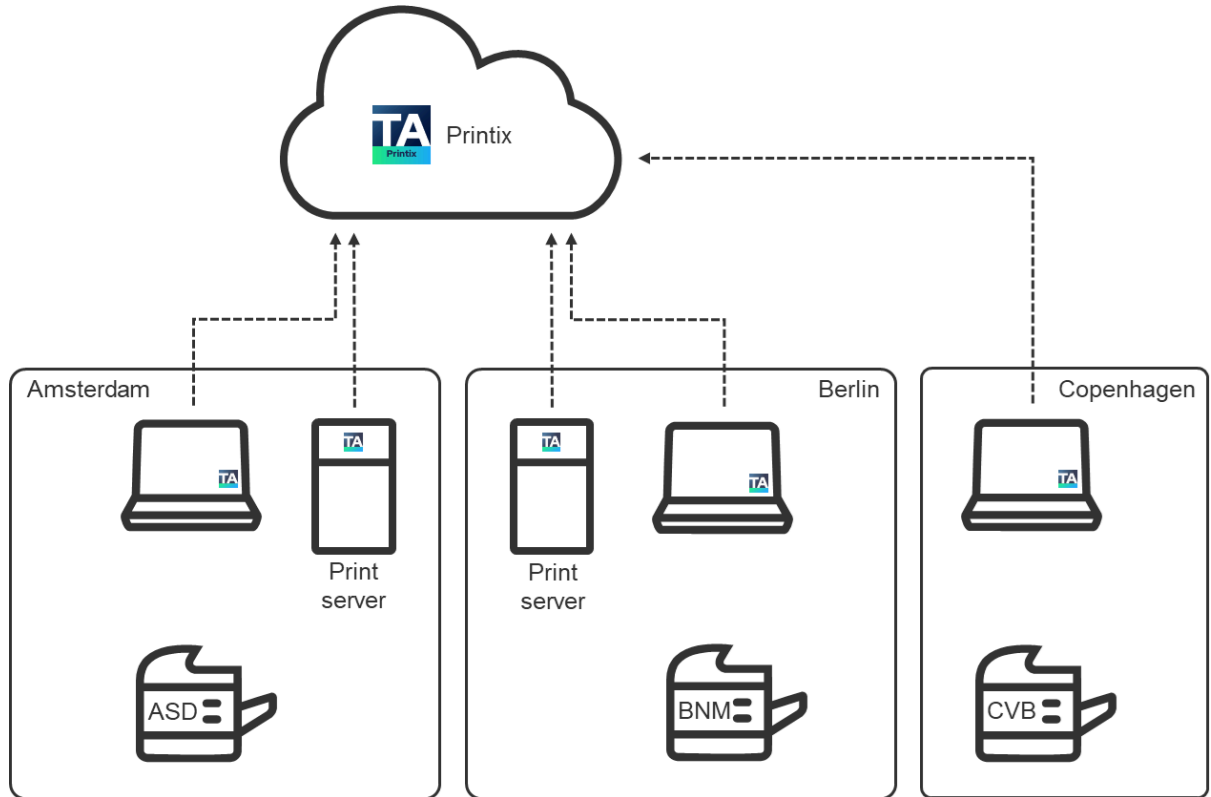 TA
Printix
Printix
Amsterdam
Berlin
Copenhagen
TA
TA
TA
TA
TA
Print
server
Print
server
ASD
BNM
CVB